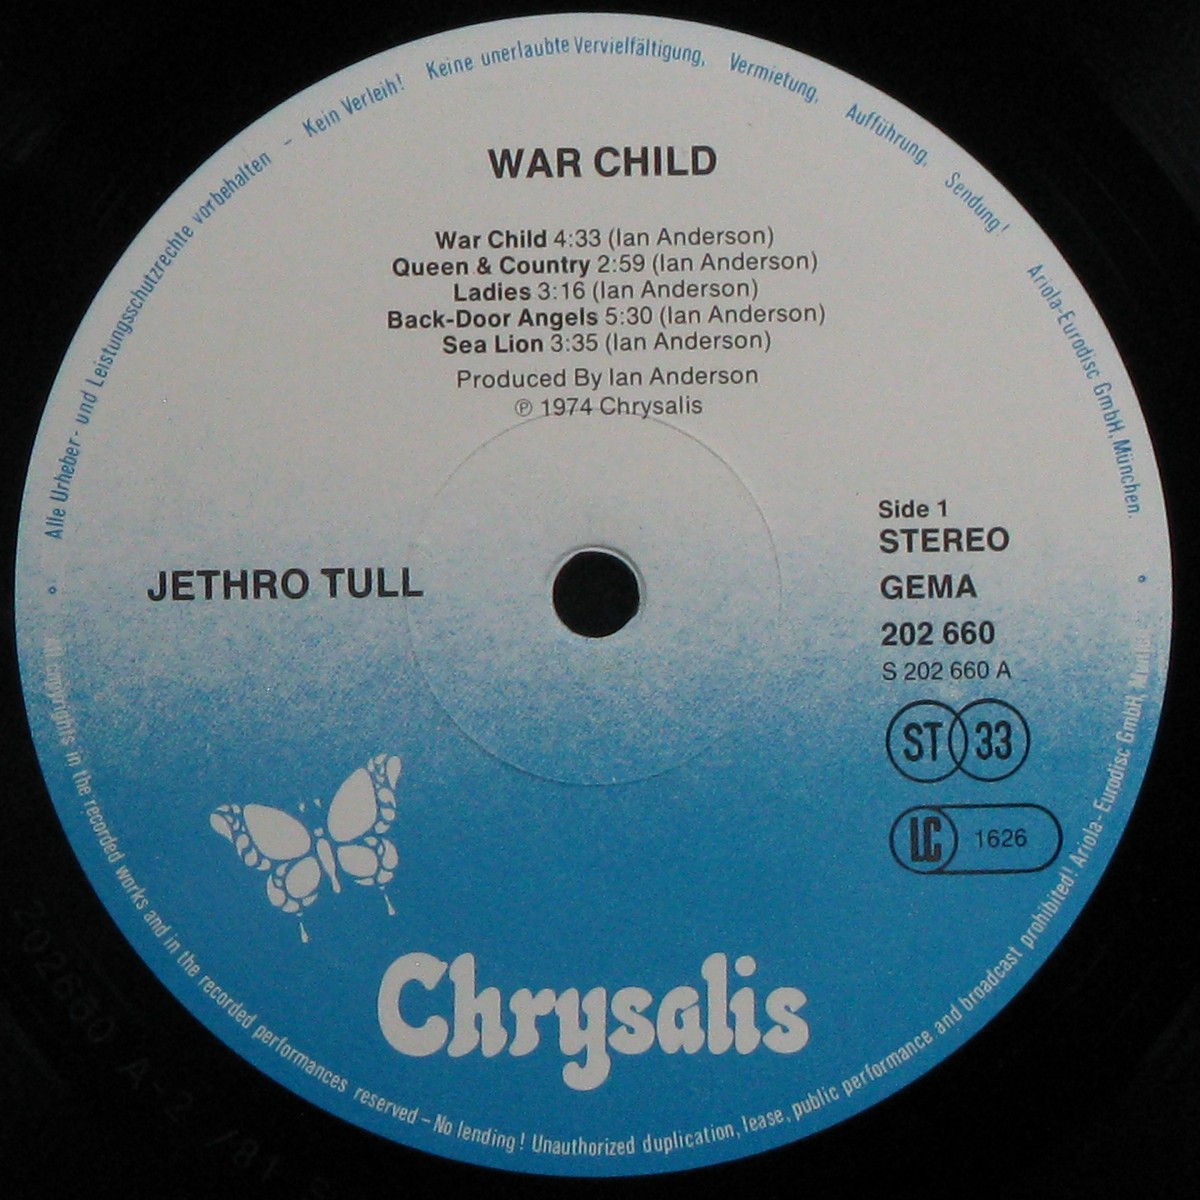 Alle Urheber- und Leistungsschutzrechte vorbehalten - Kein Verleih! Keine unerlaubte Vervielfältigung, Vermietung, Aufführung, Sendung! Ariola-Eurodisc GmbH, München.
WAR CHILD
War Child 4:33 (Ian Anderson)
Queen & Country 2:59 (Ian Anderson)
Ladies 3:16 (Ian Anderson)
Back-Door Angels 5:30 (Ian Anderson)
Sea Lion 3:35 (Ian Anderson)
Produced By Ian Anderson
℗ 1974 Chrysalis
JETHRO TULL
Side 1
STEREO
GEMA
202 660
S 202 660 A
ST 33
LC 1626
Chrysalis
All copyrights in the recorded works and in the recorded performances reserved – No lending! Unauthorized duplication, lease, public performance and broadcast prohibited! Ariola-Eurodisc GmbH,
202660 A-2 /81